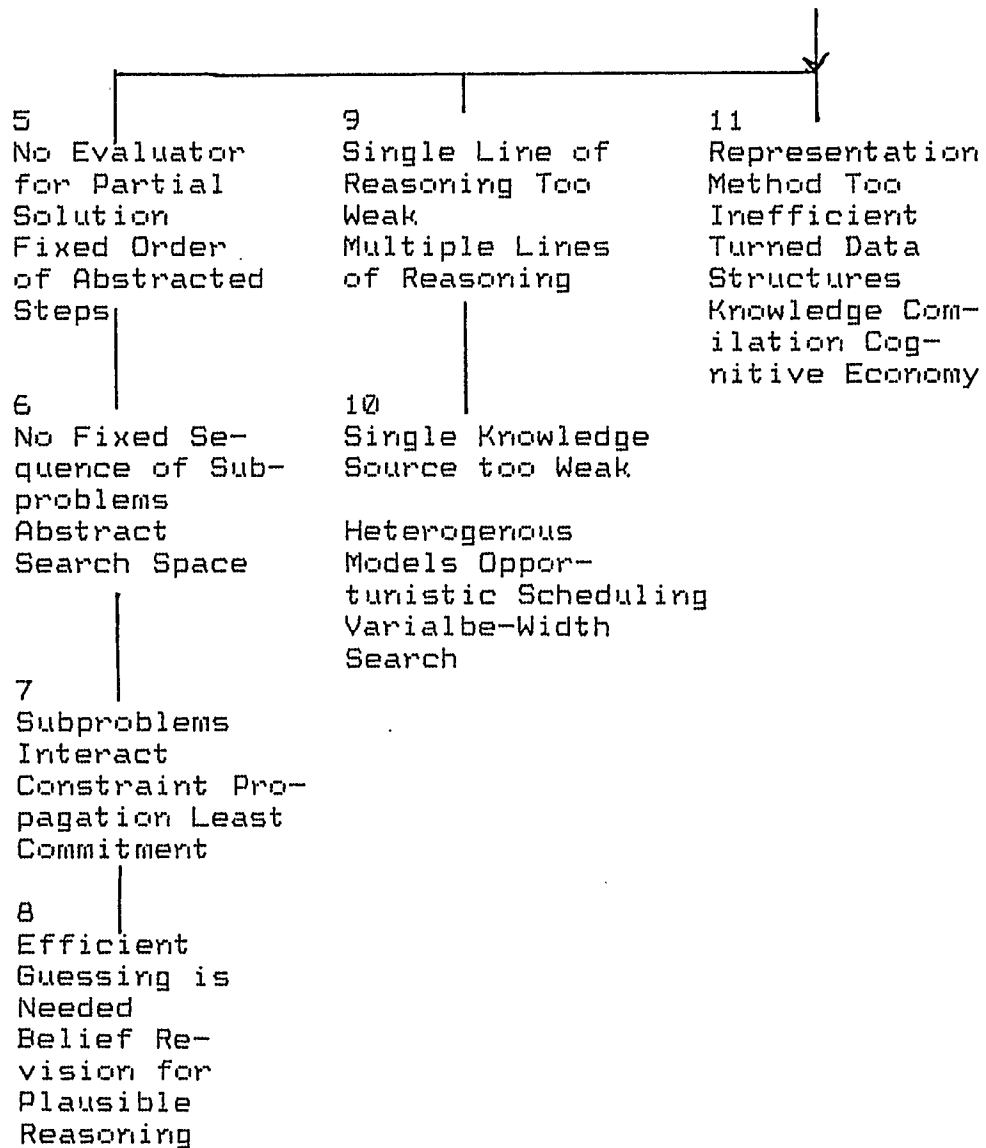 5
No Evaluator
for Partial
Solution
Fixed Order
of Abstracted
Steps
6
No Fixed Se-
quence of Sub-
problems
Abstract
Search Space
7
Subproblems
Interact
Constraint Pro-
pagation Least
Commitment
8
Efficient
Guessing is
Needed
Belief Re-
vision for
Plausible
Reasoning
9
Single Line of
Reasoning Too
Weak
Multiple Lines
of Reasoning
10
Single Knowledge
Source too Weak
Heterogenous
Models Oppor-
tunistic Scheduling
Varialbe-Width
Search
11
Representation
Method Too
Inefficient
Turned Data
Structures
Knowledge Com-
ilation Cog-
nitive Economy